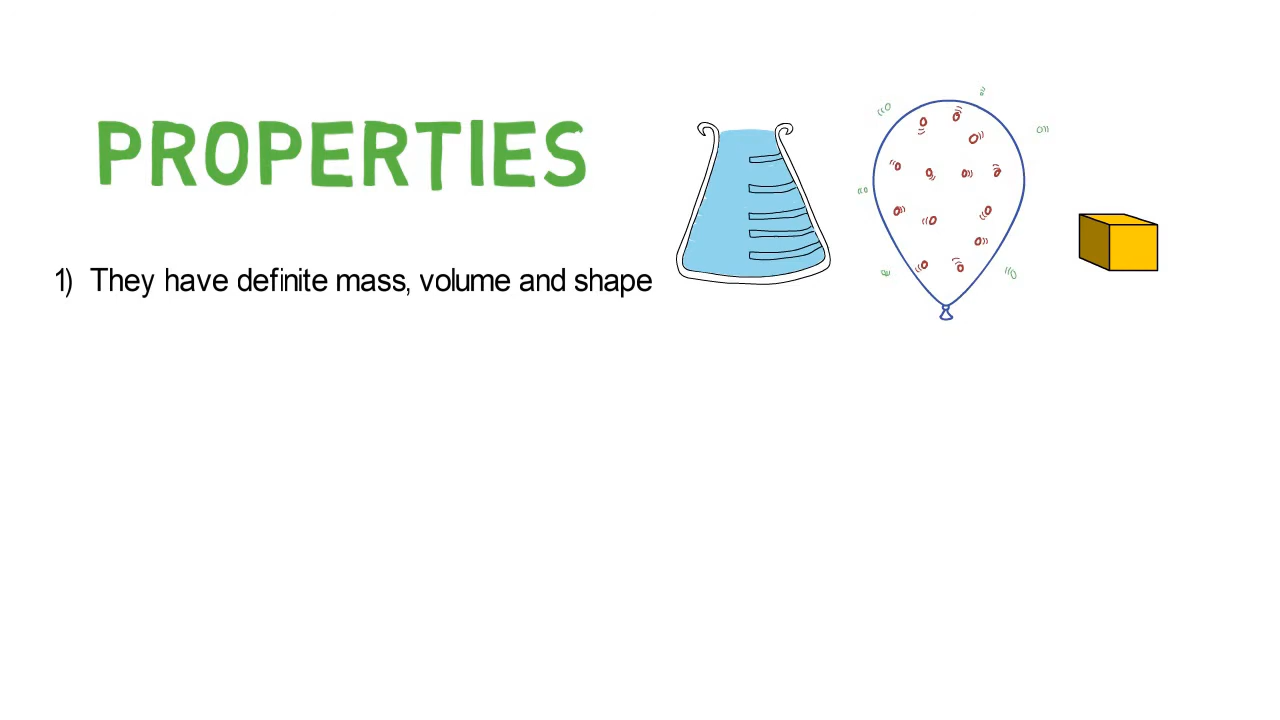 PROPERTIES
1) They have definite mass, volume and shape